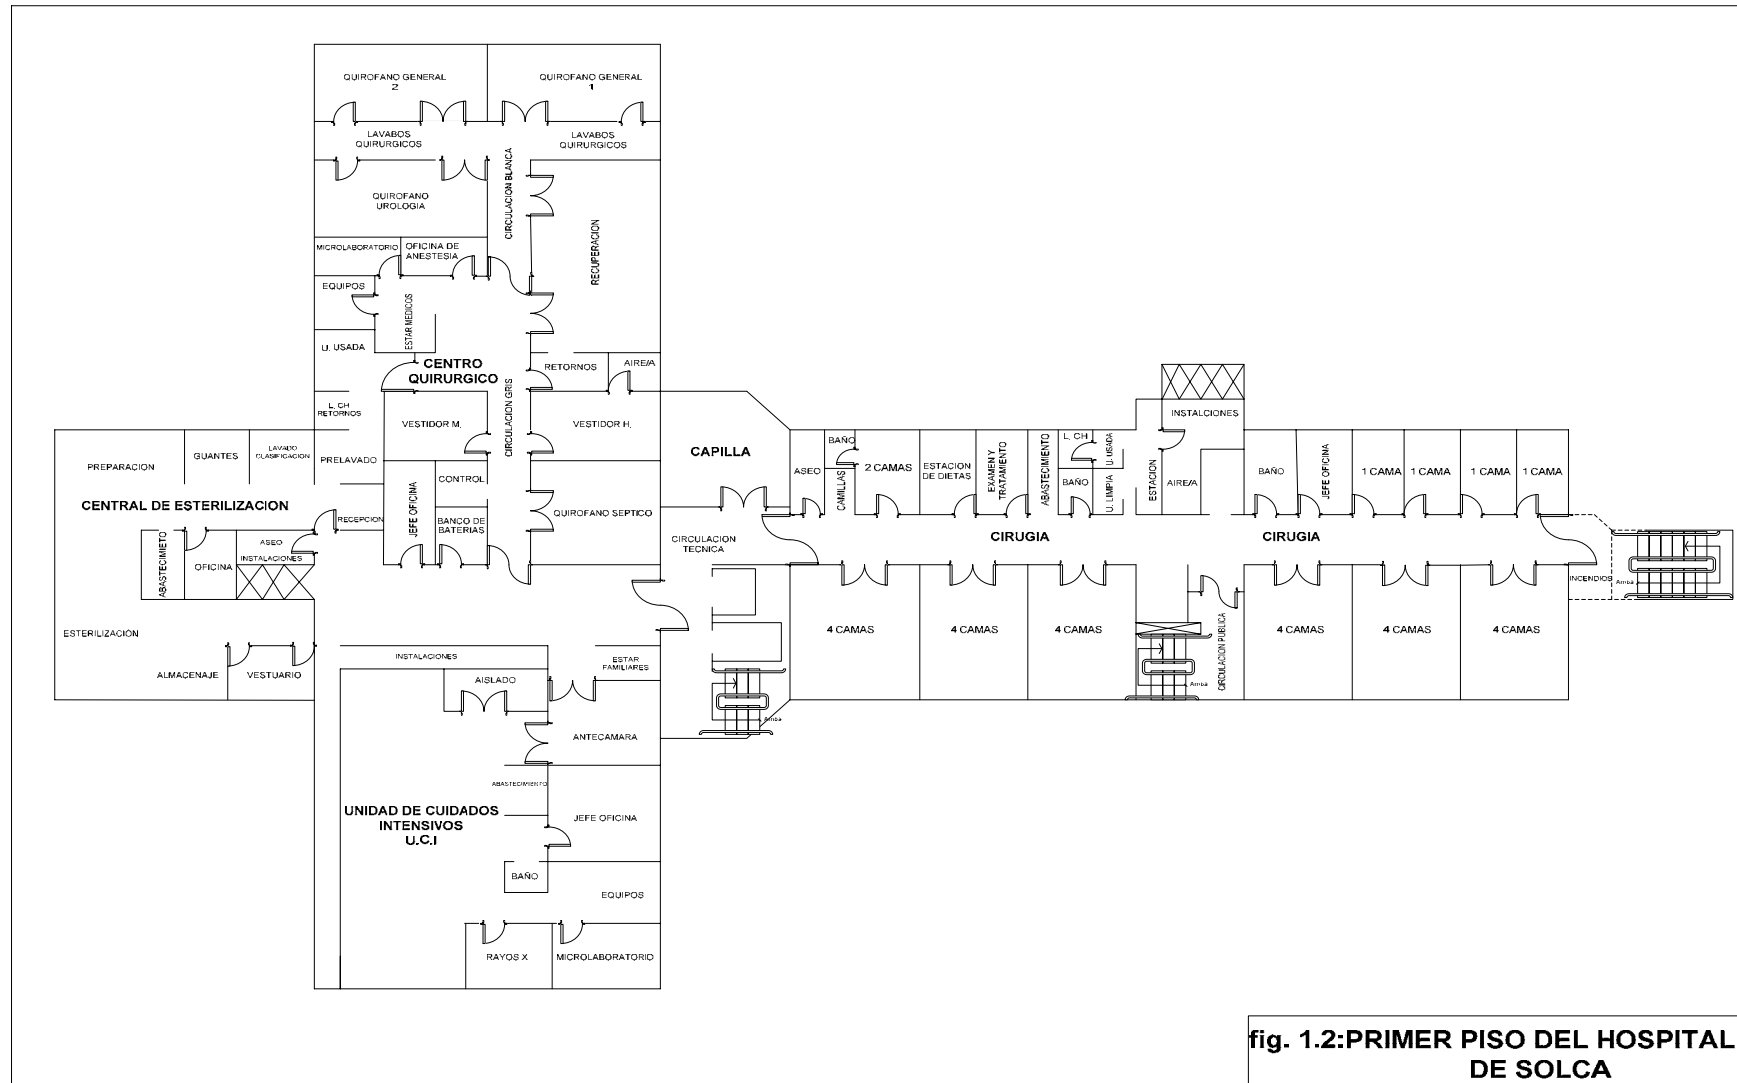 QUIROFANO GENERAL
2
QUIROFANO GENERAL
1
LAVABOS
QUIRURGICOS
LAVABOS
QUIRURGICOS
CIRCULACION BLANCA
QUIROFANO
UROLOGIA
RECUPERACION
MICROLABORATORIO
OFICINA DE
ANESTESIA
EQUIPOS
ESTAR MEDICOS
U. USADA
CENTRO
QUIRURGICO
RETORNOS
AIRE/A
CIRCULACION GRIS
L. CH
RETORNOS
VESTIDOR M.
VESTIDOR H.
PREPARACION
GUANTES
LAVADO
CLASIFICACION
PRELAVADO
CAPILLA
CONTROL
CENTRAL DE ESTERILIZACION
RECEPCION
JEFE OFICINA
BANCO DE
BATERIAS
QUIROFANO SEPTICO
CIRCULACION
TECNICA
ASEO
INSTALACIONES
ABASTECIMIETO
OFICINA
ESTERILIZACIÓN
ALMACENAJE
VESTUARIO
INSTALACIONES
ESTAR
FAMILIARES
AISLADO
ANTECAMARA
ABASTECIMIENTO
UNIDAD DE CUIDADOS
INTENSIVOS
U.C.I
JEFE OFICINA
BAÑO
EQUIPOS
RAYOS X
MICROLABORATORIO
Arriba
ASEO
BAÑO
CAMILLAS
2 CAMAS
ESTACION
DE DIETAS
EXAMEN Y
TRATAMIENTO
ABASTECIMIENTO
L. CH
BAÑO
U. USADA
U. LIMPIA
ESTACION
INSTALCIONES
AIRE/A
BAÑO
JEFE OFICINA
1 CAMA
1 CAMA
1 CAMA
1 CAMA
CIRUGIA
CIRUGIA
INCENDIOS
Arriba
4 CAMAS
4 CAMAS
4 CAMAS
Arriba
CIRCULACION PUBLICA
4 CAMAS
4 CAMAS
4 CAMAS
fig. 1.2:PRIMER PISO DEL HOSPITAL
DE SOLCA